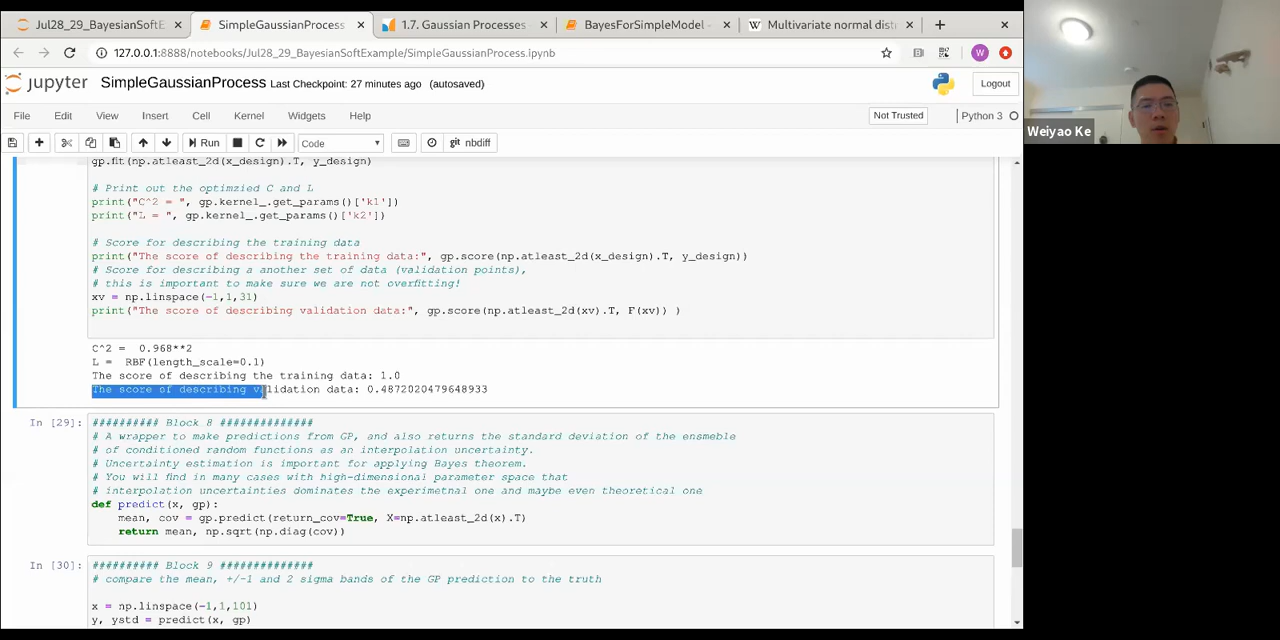 Jul28_29_BayesianSoftE
SimpleGaussianProcess
1.7. Gaussian Processes -
BayesForSimpleModel -
Multivariate normal dist
127.0.0.1:8888/notebooks/Jul28_29_BayesianSoftExample/SimpleGaussianProcess.ipynb
W
jupyter SimpleGaussianProcess Last Checkpoint: 27 minutes ago (autosaved)
Logout
File Edit View Insert Cell Kernel Widgets Help
Not Trusted
Python 3
Run
Code
nbdiff
gp.fit(np.atleast_2d(x_design).T, y_design)
# Print out the optimzied C and L
print("C^2 = ", gp.kernel_.get_params()['k1'])
print("L = ", gp.kernel_.get_params()['k2'])
# Score for describing the training data
print("The score of describing the training data:", gp.score(np.atleast_2d(x_design).T, y_design))
# Score for describing a another set of data (validation points),
# this is important to make sure we are not overfitting!
xv = np.linspace(-1,1,31)
print("The score of describing validation data:", gp.score(np.atleast_2d(xv).T, F(xv)) )
C^2 =  0.968**2
L =  RBF(length_scale=0.1)
The score of describing the training data: 1.0
The score of describing validation data: 0.4872020479648933
In [29]:
########## Block 8 ##############
# A wrapper to make predictions from GP, and also returns the standard deviation of the ensmeble
# of conditioned random functions as an interpolation uncertainty.
# Uncertainty estimation is important for applying Bayes theorem.
# You will find in many cases with high-dimensional parameter space that
# interpolation uncertainties dominates the experimetnal one and maybe even theoretical one
def predict(x, gp):
    mean, cov = gp.predict(return_cov=True, X=np.atleast_2d(x).T)
    return mean, np.sqrt(np.diag(cov))
In [30]:
########## Block 9 ##############
# compare the mean, +/-1 and 2 sigma bands of the GP prediction to the truth
x = np.linspace(-1,1,101)
y, ystd = predict(x, gp)
Weiyao Ke